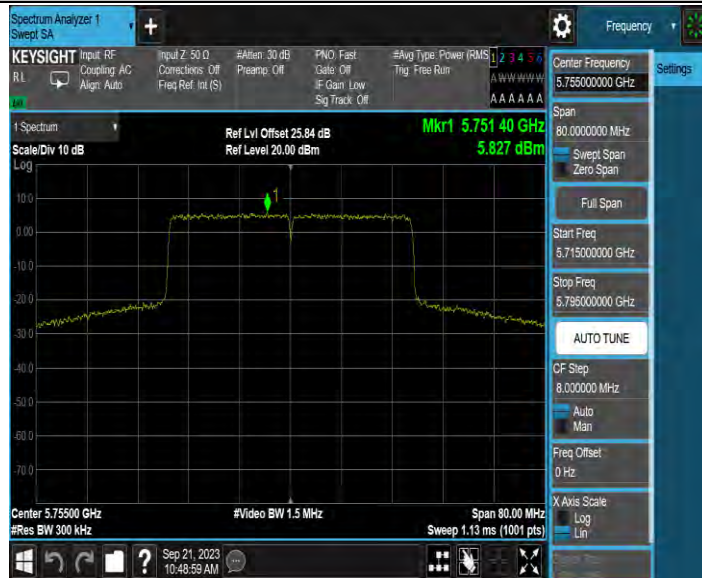 Spectrum Analyzer 1
Swept SA
Frequency
KEYSIGHT
RL
Input: RF
Coupling: AC
Align: Auto
Input Z: 50 Ω
Corrections: Off
Freq Ref: Int (S)
#Atten: 30 dB
Preamp: Off
PNO: Fast
Gate: Off
IF Gain: Low
Sig Track: Off
#Avg Type: Power (RMS
Trig: Free Run
1 2 3 4 5 6
A W W W W W
A A A A A A
1 Spectrum
Scale/Div 10 dB
Ref Lvl Offset 25.84 dB
Ref Level 20.00 dBm
Mkr1 5.751 40 GHz
5.827 dBm
Log
10.0
0.00
-10.0
-20.0
-30.0
-40.0
-50.0
-60.0
-70.0
1
Center 5.75500 GHz
#Res BW 300 kHz
#Video BW 1.5 MHz
Span 80.00 MHz
Sweep 1.13 ms (1001 pts)
Center Frequency
5.755000000 GHz
Settings
Span
80.0000000 MHz
Swept Span
Zero Span
Full Span
Start Freq
5.715000000 GHz
Stop Freq
5.795000000 GHz
AUTO TUNE
CF Step
8.000000 MHz
Auto
Man
Freq Offset
0 Hz
X Axis Scale
Log
Lin
?
Sep 21, 2023
10:48:59 AM